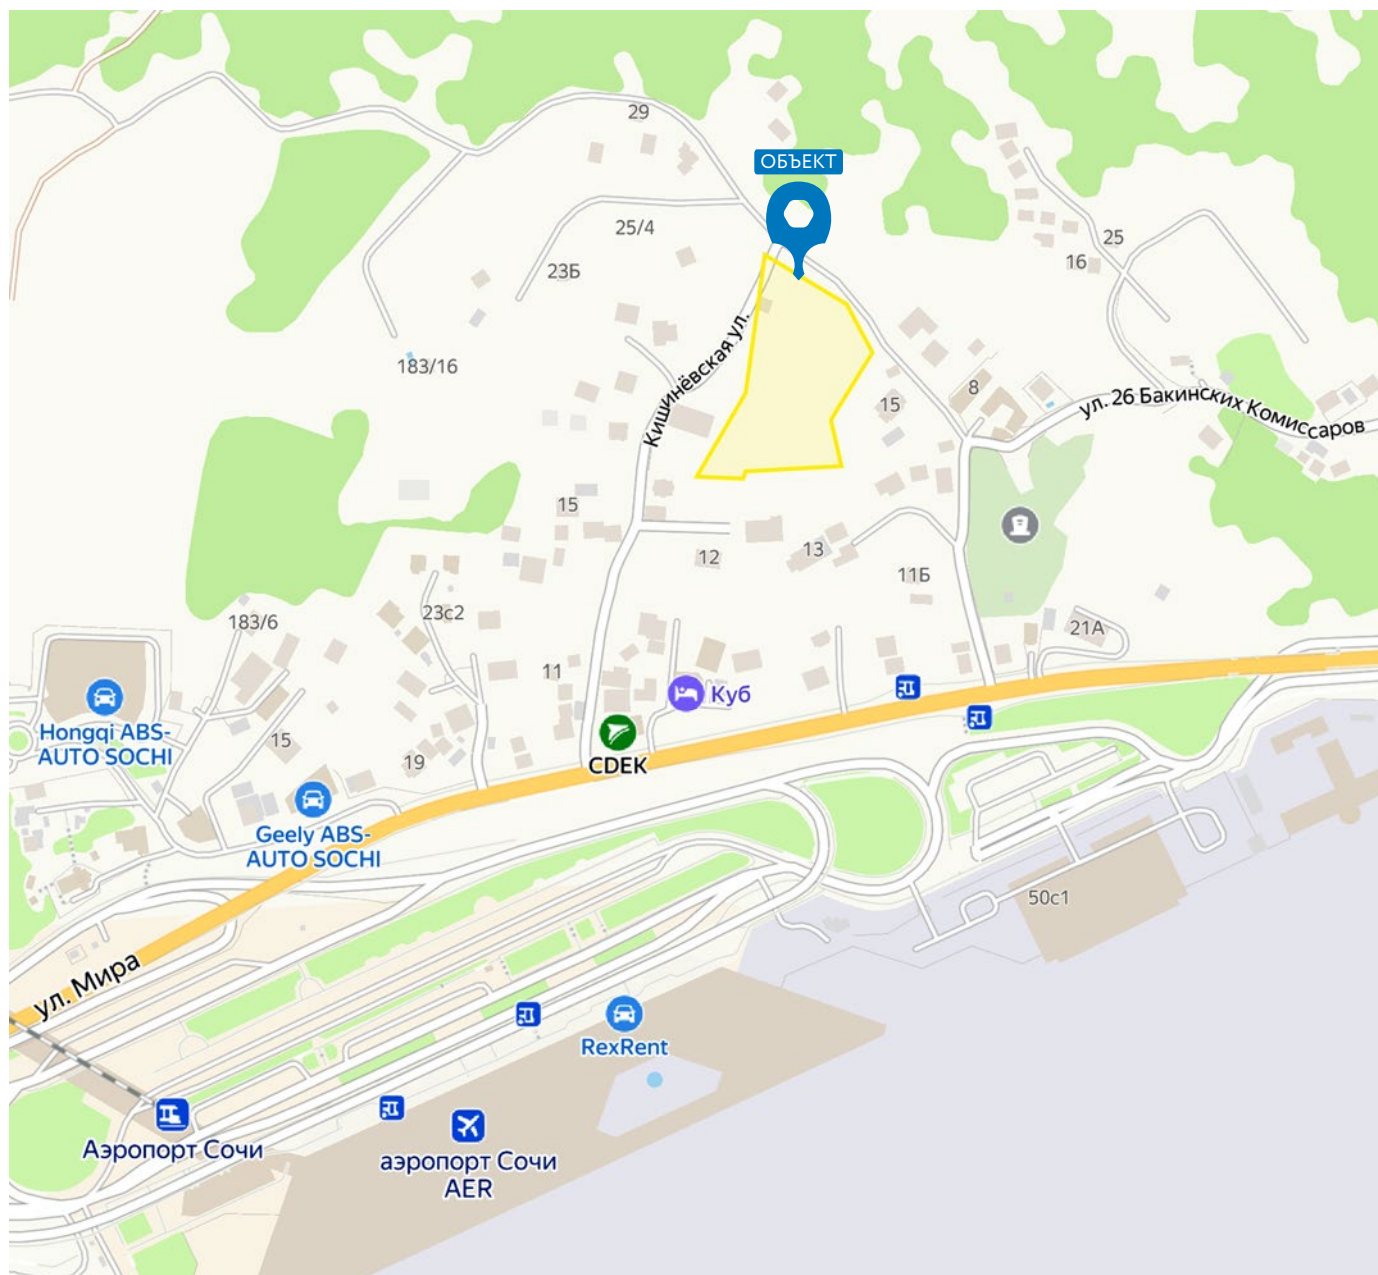 29
ОБЪЕКТ
25/4
23Б
25
16
183/16
Кишинёвская ул.
8
15
ул. 26 Бакинских Комиссаров
15
12
13
11Б
183/6
23с2
21А
11
Куб
Hongqi ABS-
AUTO SOCHI
15
19
CDEK
Geely ABS-
AUTO SOCHI
50с1
ул. Мира
RexRent
Аэропорт Сочи
аэропорт Сочи
AER